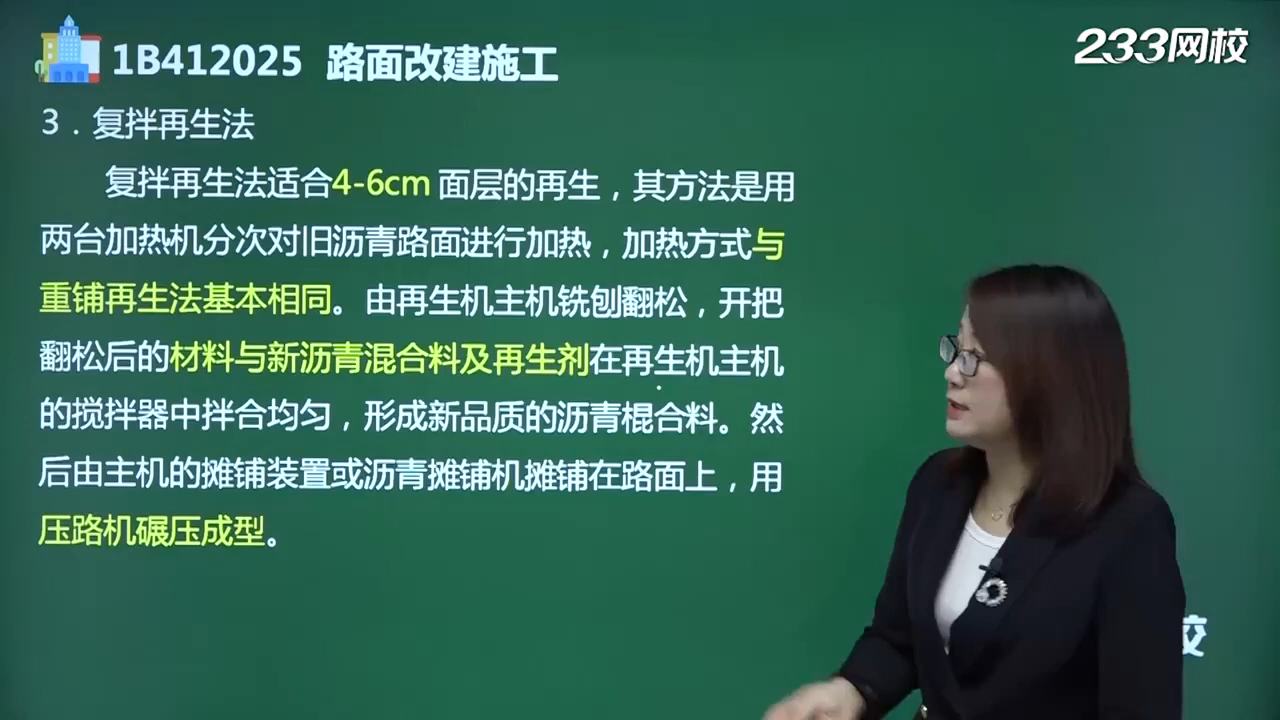 1B412025 路面改建施工
233网校
3．复拌再生法
复拌再生法适合4-6cm 面层的再生，其方法是用
两台加热机分次对旧沥青路面进行加热，加热方式与
重铺再生法基本相同。由再生机主机铣刨翻松，开把
翻松后的材料与新沥青混合料及再生剂在再生机主机
的搅拌器中拌合均匀，形成新品质的沥青棍合料。然
后由主机的摊铺装置或沥青摊铺机摊铺在路面上，用
压路机碾压成型。
校